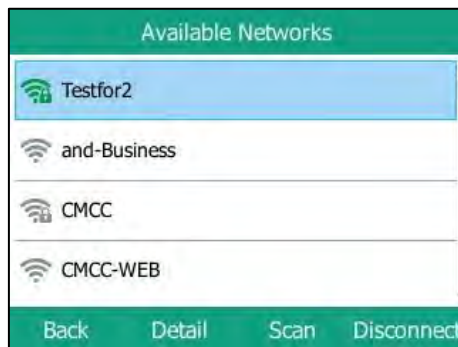 Available Networks
Testfor2
and-Business
CMCC
CMCC-WEB
Back Detail Scan Disconnect